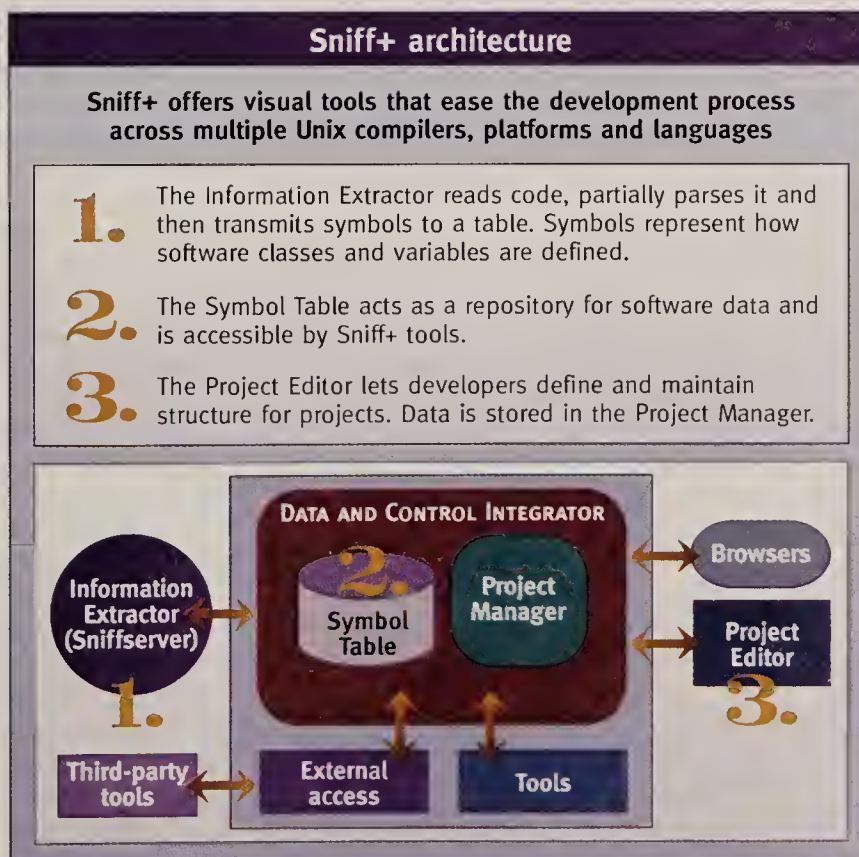 Sniff+ architecture
Sniff+ offers visual tools that ease the development process
across multiple Unix compilers, platforms and languages
1.
The Information Extractor reads code, partially parses it and
then transmits symbols to a table. Symbols represent how
software classes and variables are defined.
2.
The Symbol Table acts as a repository for software data and
is accessible by Sniff+ tools.
3.
The Project Editor lets developers define and maintain
structure for projects. Data is stored in the Project Manager.
DATA AND CONTROL INTEGRATOR
Information
Extractor
(Sniffserver)
1.
2.
Symbol
Table
Project
Manager
Browsers
Project
Editor
3.
Third-party
tools
External
access
Tools